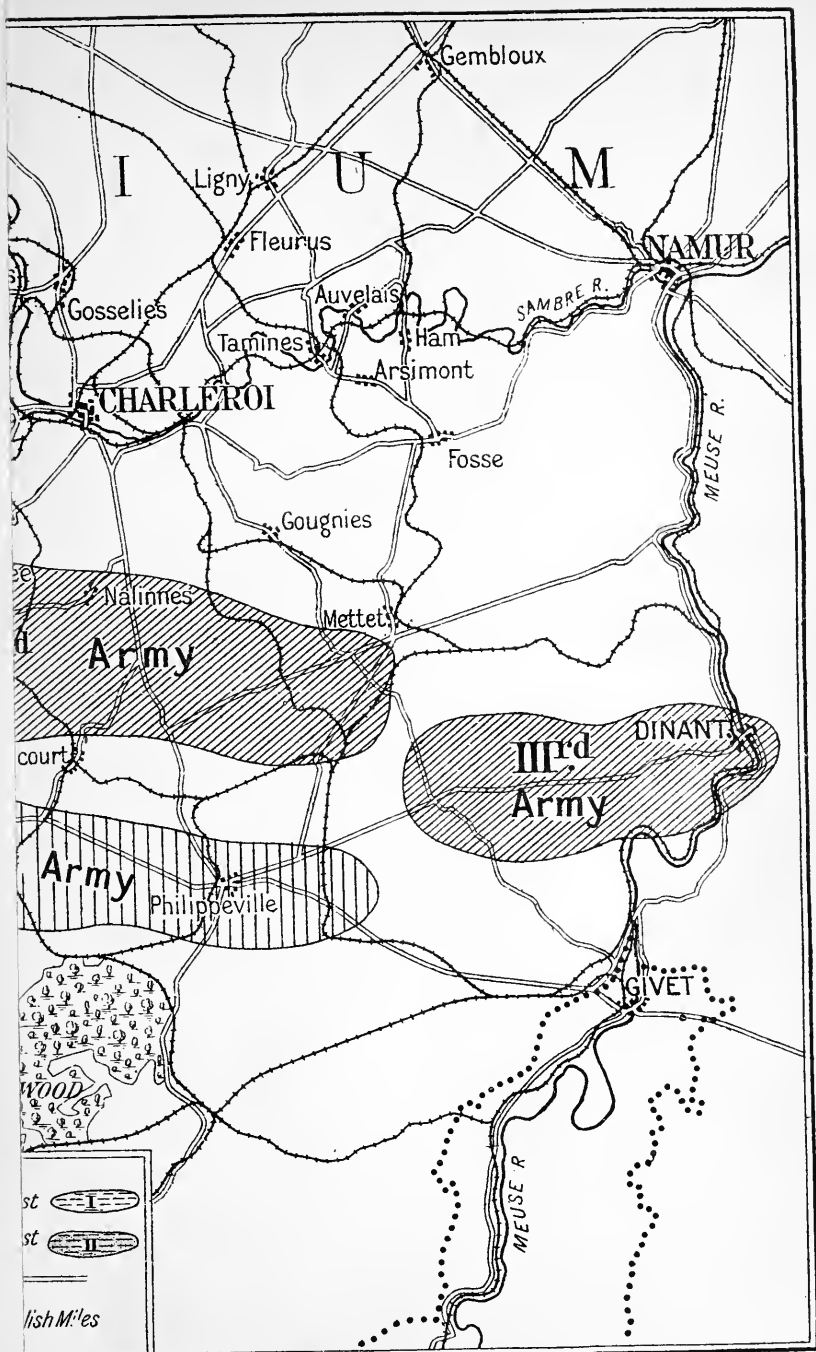 Gembloux
I U M
Ligny
NAMUR
Fleurus
SAMBRE R.
Gosselies
Auvelais
Tamines
Ham
Arsimont
CHARLEROI
MEUSE R.
Fosse
Gougnies
ee
Nalinnes
Mettet
d
Army
court
DINANT
IIIrd
Army
Army
Philippeville
GIVET
WOOD
MEUSE R
st I
st II
lish Miles